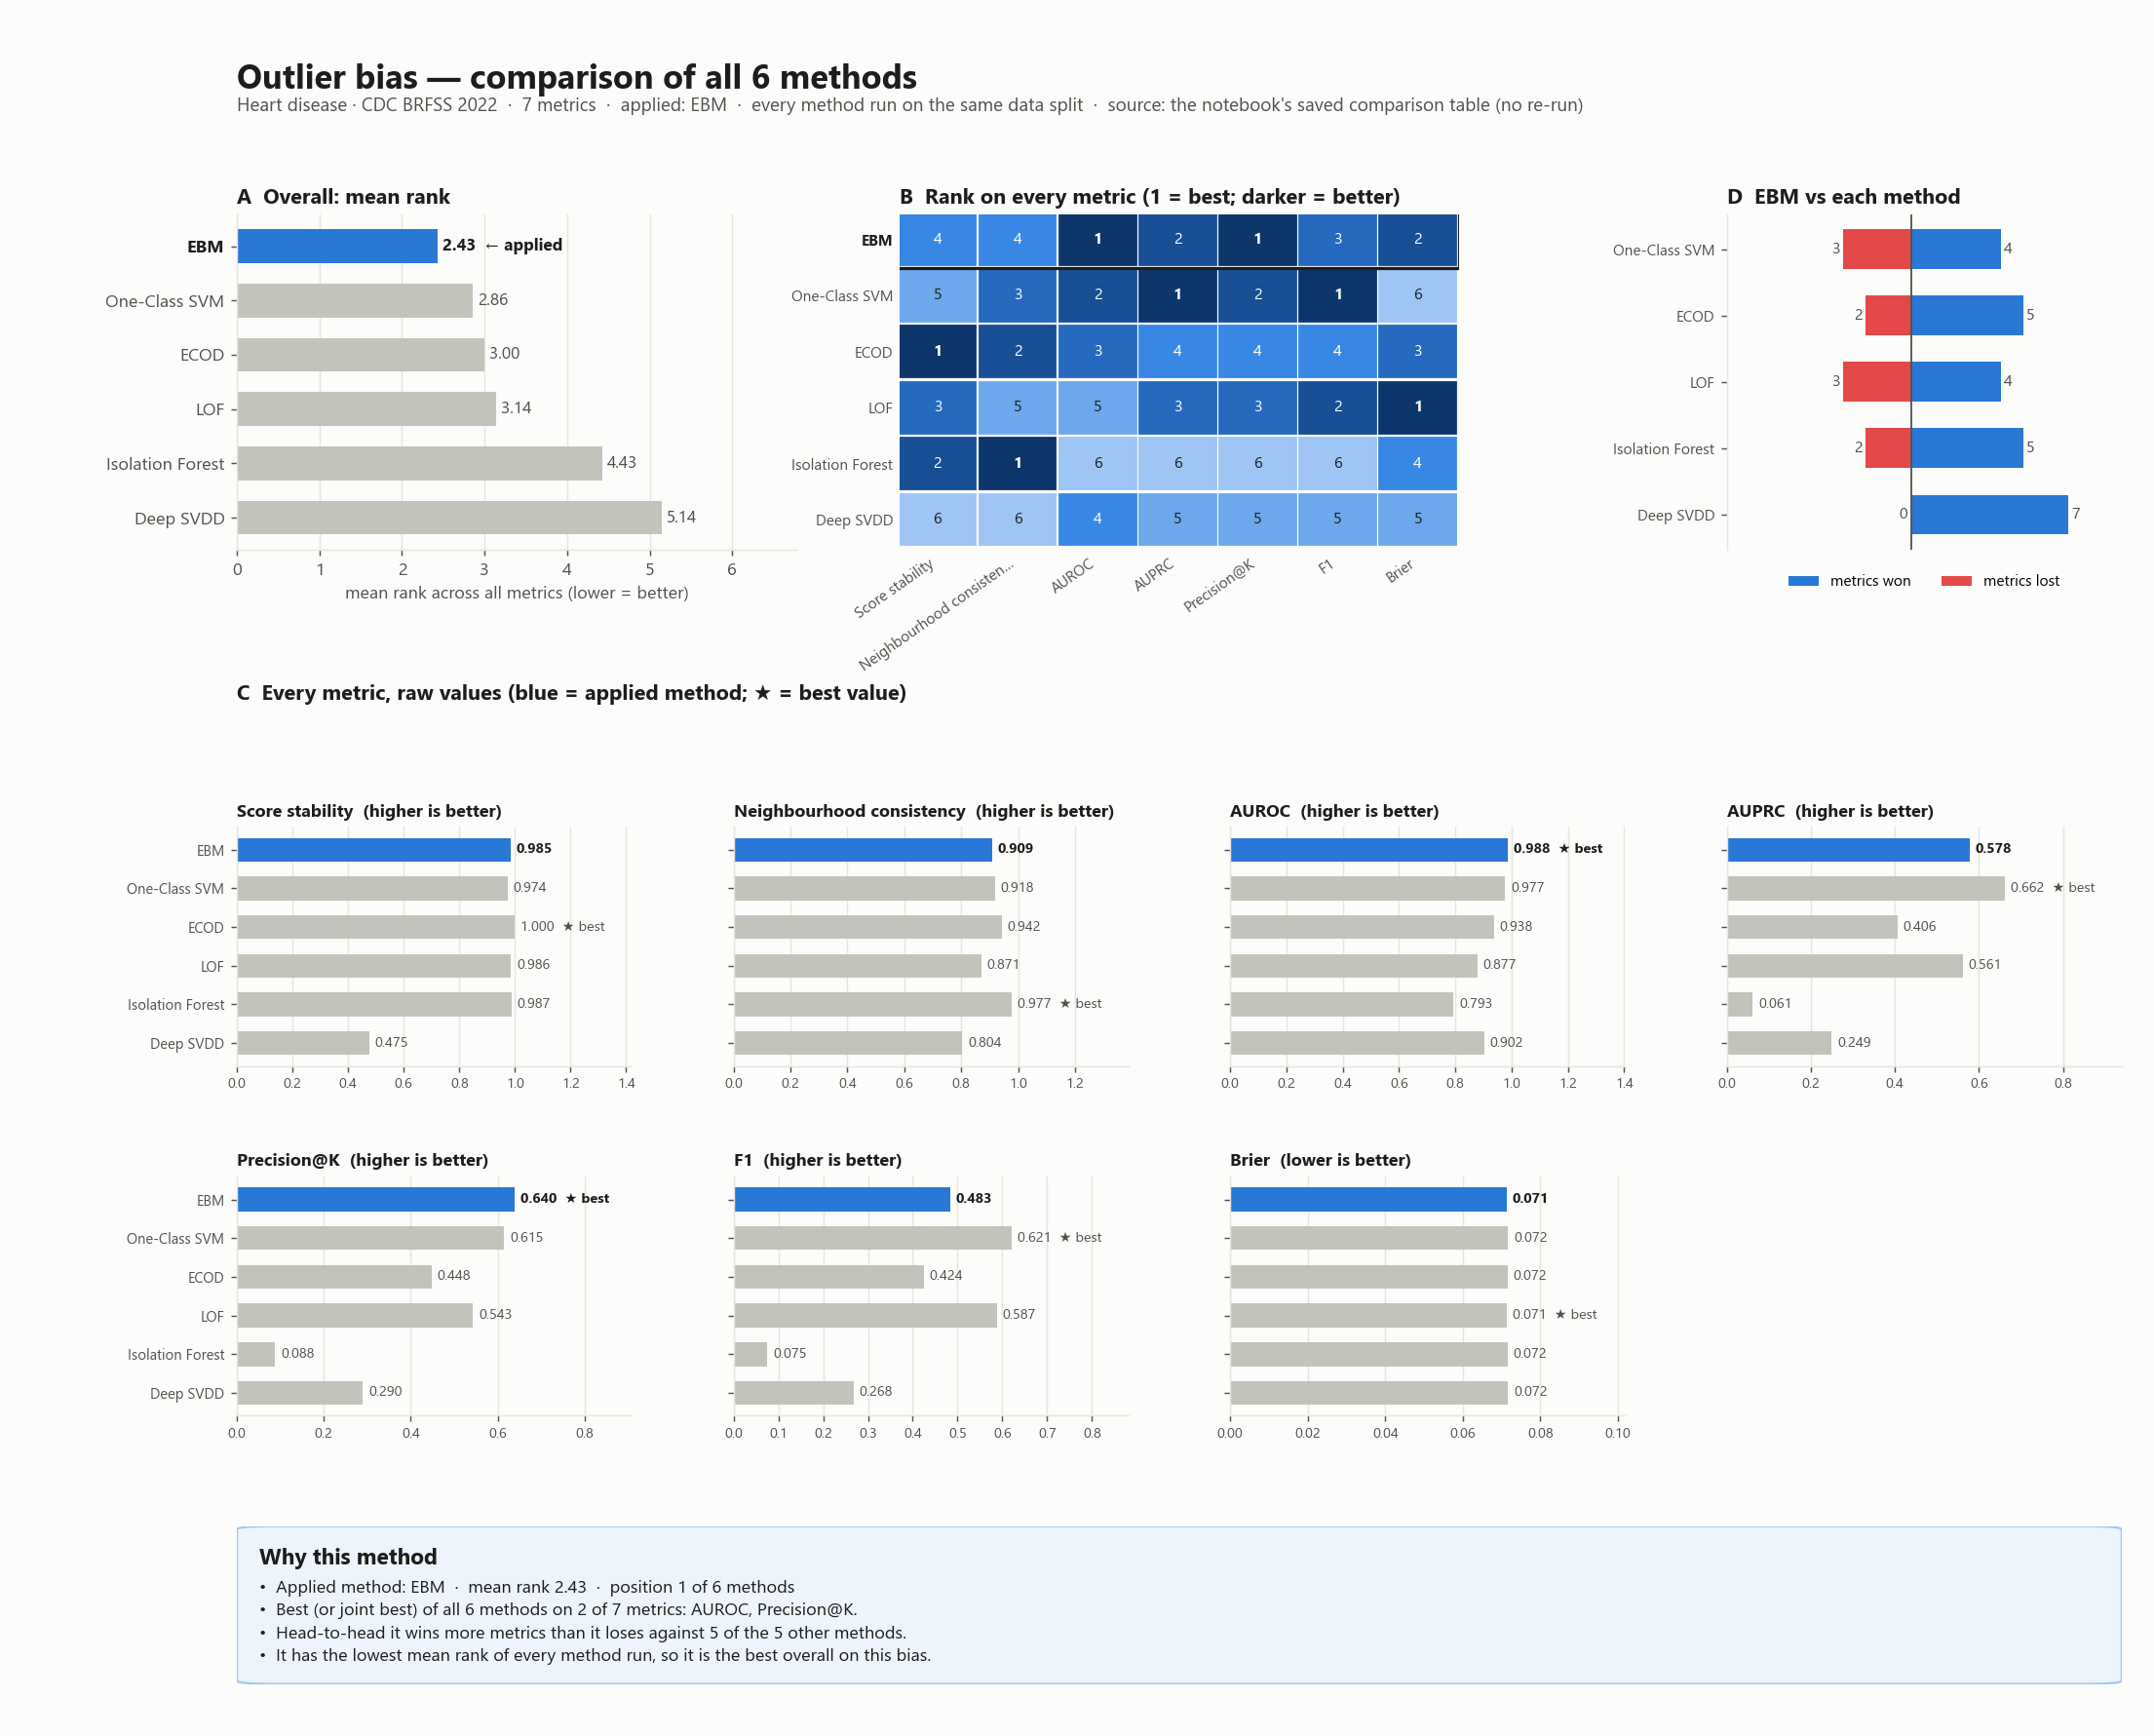 Outlier bias — comparison of all 6 methods
Heart disease · CDC BRFSS 2022 · 7 metrics · applied: EBM · every method run on the same data split · source: the notebook's saved comparison table (no re-run)
A Overall: mean rank
EBM 2.43 ← applied
One-Class SVM 2.86
ECOD 3.00
LOF 3.14
Isolation Forest 4.43
Deep SVDD 5.14
0 1 2 3 4 5 6
mean rank across all metrics (lower = better)
B Rank on every metric (1 = best; darker = better)
EBM 4 4 1 2 1 3 2
One-Class SVM 5 3 2 1 2 1 6
ECOD 1 2 3 4 4 4 3
LOF 3 5 5 3 3 2 1
Isolation Forest 2 1 6 6 6 6 4
Deep SVDD 6 6 4 5 5 5 5
Score stability
Neighbourhood consisten...
AUROC
AUPRC
Precision@K
F1
Brier
D EBM vs each method
One-Class SVM 3 4
ECOD 2 5
LOF 3 4
Isolation Forest 2 5
Deep SVDD 0 7
metrics won metrics lost
C Every metric, raw values (blue = applied method; ★ = best value)
Score stability (higher is better)
EBM 0.985
One-Class SVM 0.974
ECOD 1.000 ★ best
LOF 0.986
Isolation Forest 0.987
Deep SVDD 0.475
0.0 0.2 0.4 0.6 0.8 1.0 1.2 1.4
Neighbourhood consistency (higher is better)
0.909
0.918
0.942
0.871
0.977 ★ best
0.804
0.0 0.2 0.4 0.6 0.8 1.0 1.2
AUROC (higher is better)
0.988 ★ best
0.977
0.938
0.877
0.793
0.902
0.0 0.2 0.4 0.6 0.8 1.0 1.2 1.4
AUPRC (higher is better)
0.578
0.662 ★ best
0.406
0.561
0.061
0.249
0.0 0.2 0.4 0.6 0.8
Precision@K (higher is better)
EBM 0.640 ★ best
One-Class SVM 0.615
ECOD 0.448
LOF 0.543
Isolation Forest 0.088
Deep SVDD 0.290
0.0 0.2 0.4 0.6 0.8
F1 (higher is better)
0.483
0.621 ★ best
0.424
0.587
0.075
0.268
0.0 0.1 0.2 0.3 0.4 0.5 0.6 0.7 0.8
Brier (lower is better)
0.071
0.072
0.072
0.071 ★ best
0.072
0.072
0.00 0.02 0.04 0.06 0.08 0.10
Why this method
• Applied method: EBM · mean rank 2.43 · position 1 of 6 methods
• Best (or joint best) of all 6 methods on 2 of 7 metrics: AUROC, Precision@K.
• Head-to-head it wins more metrics than it loses against 5 of the 5 other methods.
• It has the lowest mean rank of every method run, so it is the best overall on this bias.